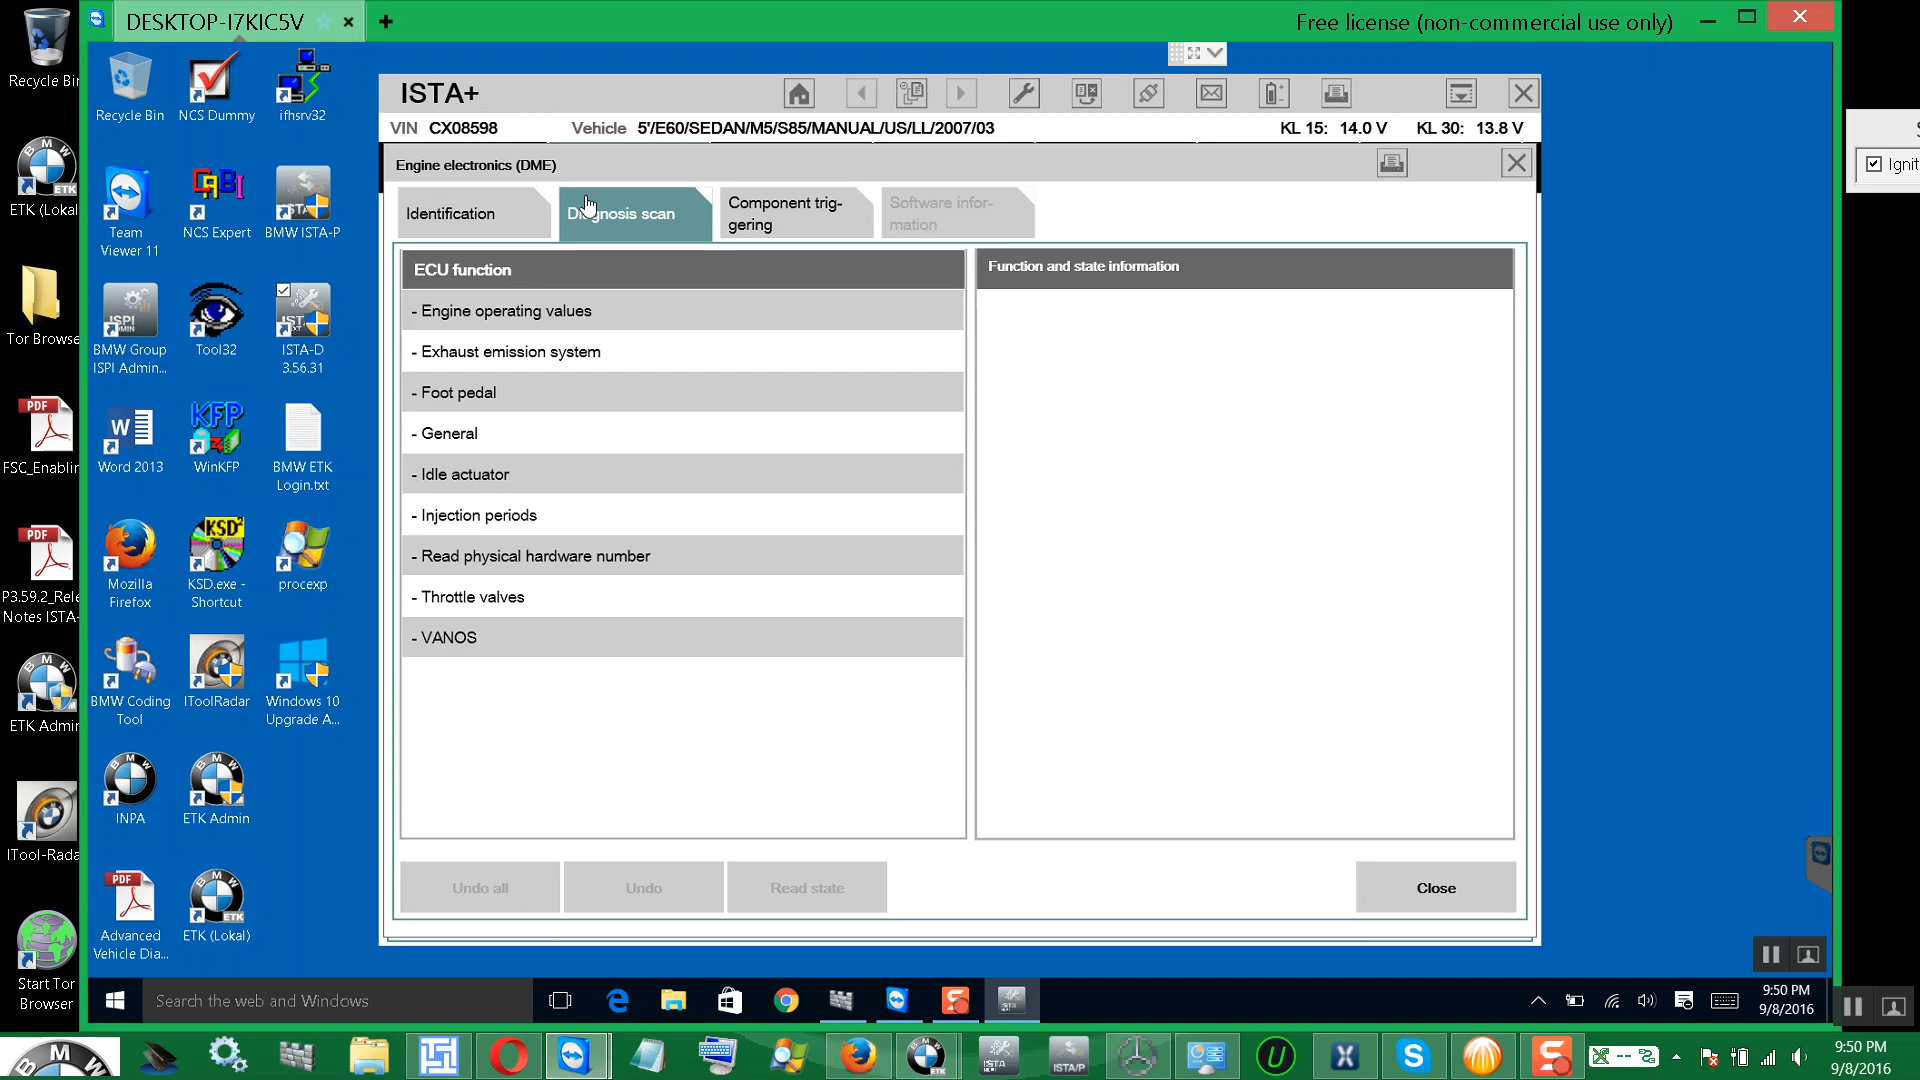 DESKTOP-I7KIC5V
Free license (non-commercial use only)
Recycle Bin
ETK (Lokal
Tor Browse
FSC_Enablin
P3.59.2_Rele
Notes ISTA-
ETK Admin
ITool-Rada
Start Tor
Browser
Recycle Bin
NCS Dummy
ifhsrv32
Team
Viewer 11
NCS Expert
BMW ISTA-P
BMW Group
ISPI Admin...
Tool32
ISTA-D
3.56.31
Word 2013
WinKFP
BMW ETK
Login.txt
Mozilla
Firefox
KSD.exe -
Shortcut
procexp
BMW Coding
Tool
IToolRadar
Windows 10
Upgrade A...
INPA
ETK Admin
Advanced
Vehicle Dia...
ETK (Lokal)
ISTA+
VIN CX08598
Vehicle 5'/E60/SEDAN/M5/S85/MANUAL/US/LL/2007/03
KL 15: 14.0 V KL 30: 13.8 V
Engine electronics (DME)
Identification
Diagnosis scan
Component trig-
gering
Software infor-
mation
ECU function
Function and state information
- Engine operating values
- Exhaust emission system
- Foot pedal
- General
- Idle actuator
- Injection periods
- Read physical hardware number
- Throttle valves
- VANOS
Undo all
Undo
Read state
Close
Ignit
Search the web and Windows
9:50 PM
9/8/2016
9:50 PM
9/8/2016